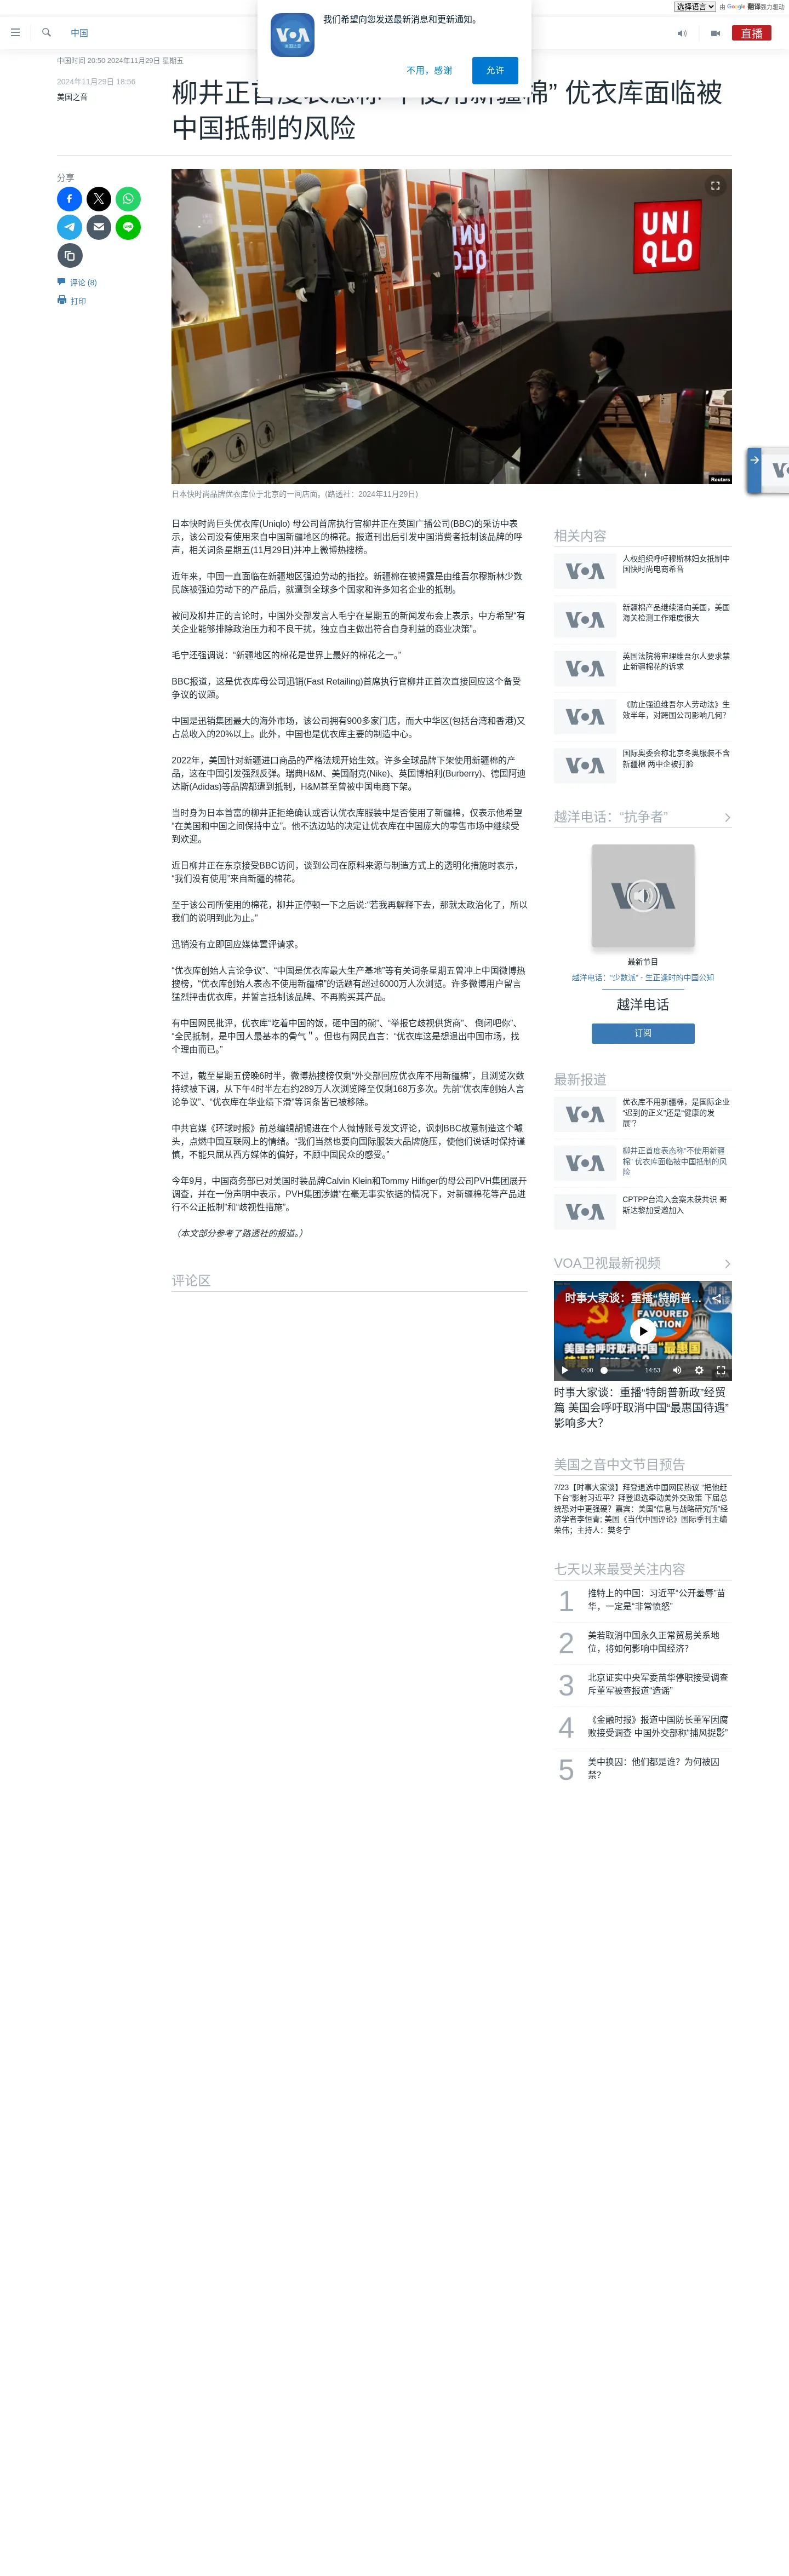 选择语言
由 Google 翻译强力驱动
中国
直播
我们希望向您发送最新消息和更新通知。
不用，感谢
允许
VOA
美国之音
中国时间 20:50 2024年11月29日 星期五
2024年11月29日 18:56
美国之音
柳井正首度表态称“不使用新疆棉” 优衣库面临被
中国抵制的风险
分享
评论 (8)
打印
UNI
QLO
UNI
QLO
Reuters
日本快时尚品牌优衣库位于北京的一间店面。(路透社：2024年11月29日)
日本快时尚巨头优衣库(Uniqlo) 母公司首席执行官柳井正在英国广播公司(BBC)的采访中表
示，该公司没有使用来自中国新疆地区的棉花。报道刊出后引发中国消费者抵制该品牌的呼
声，相关词条星期五(11月29日)并冲上微博热搜榜。
近年来，中国一直面临在新疆地区强迫劳动的指控。新疆棉在被揭露是由维吾尔穆斯林少数
民族被强迫劳动下的产品后，就遭到全球多个国家和许多知名企业的抵制。
被问及柳井正的言论时，中国外交部发言人毛宁在星期五的新闻发布会上表示，中方希望“有
关企业能够排除政治压力和不良干扰，独立自主做出符合自身利益的商业决策”。
毛宁还强调说：“新疆地区的棉花是世界上最好的棉花之一。”
BBC报道，这是优衣库母公司迅销(Fast Retailing)首席执行官柳井正首次直接回应这个备受
争议的议题。
中国是迅销集团最大的海外市场，该公司拥有900多家门店，而大中华区(包括台湾和香港)又
占总收入的20%以上。此外，中国也是优衣库主要的制造中心。
2022年，美国针对新疆进口商品的严格法规开始生效。许多全球品牌下架使用新疆棉的产
品，这在中国引发强烈反弹。瑞典H&M、美国耐克(Nike)、英国博柏利(Burberry)、德国阿迪
达斯(Adidas)等品牌都遭到抵制，H&M甚至曾被中国电商下架。
当时身为日本首富的柳井正拒绝确认或否认优衣库服装中是否使用了新疆棉，仅表示他希望
“在美国和中国之间保持中立”。他不选边站的决定让优衣库在中国庞大的零售市场中继续受
到欢迎。
近日柳井正在东京接受BBC访问，谈到公司在原料来源与制造方式上的透明化措施时表示，
“我们没有使用”来自新疆的棉花。
至于该公司所使用的棉花，柳井正停顿一下之后说:“若我再解释下去，那就太政治化了，所以
我们的说明到此为止。”
迅销没有立即回应媒体置评请求。
“优衣库创始人言论争议”、“中国是优衣库最大生产基地”等有关词条星期五曾冲上中国微博热
搜榜，“优衣库创始人表态不使用新疆棉”的话题有超过6000万人次浏览。许多微博用户留言
猛烈抨击优衣库，并誓言抵制该品牌、不再购买其产品。
有中国网民批评，优衣库“吃着中国的饭，砸中国的碗”、“举报它歧视供货商”、 倒闭吧你”、
“全民抵制，是中国人最基本的骨气＂。但也有网民直言：“优衣库这是想退出中国市场，找
个理由而已。”
不过，截至星期五傍晚6时半，微博热搜榜仅剩“外交部回应优衣库不用新疆棉”，且浏览次数
持续被下调，从下午4时半左右约289万人次浏览降至仅剩168万多次。先前“优衣库创始人言
论争议”、“优衣库在华业绩下滑”等词条皆已被移除。
中共官媒《环球时报》前总编辑胡锡进在个人微博账号发文评论，讽刺BBC故意制造这个噱
头，点燃中国互联网上的情绪。“我们当然也要向国际服装大品牌施压，使他们说话时保持谨
慎，不能只屈从西方媒体的偏好，不顾中国民众的感受。”
今年9月，中国商务部已对美国时装品牌Calvin Klein和Tommy Hilfiger的母公司PVH集团展开
调查，并在一份声明中表示，PVH集团涉嫌“在毫无事实依据的情况下，对新疆棉花等产品进
行不公正抵制”和“歧视性措施”。
（本文部分参考了路透社的报道。）
评论区
相关内容
VOA
人权组织呼吁穆斯林妇女抵制中
国快时尚电商希音
VOA
新疆棉产品继续涌向美国，美国
海关检测工作难度很大
VOA
英国法院将审理维吾尔人要求禁
止新疆棉花的诉求
VOA
《防止强迫维吾尔人劳动法》生
效半年，对跨国公司影响几何？
VOA
国际奥委会称北京冬奥服装不含
新疆棉 两中企被打脸
越洋电话：“抗争者”
VOA
最新节目
越洋电话：“少数派” - 生正逢时的中国公知
越洋电话
订阅
最新报道
VOA
优衣库不用新疆棉，是国际企业
“迟到的正义”还是“健康的发
展”？
VOA
柳井正首度表态称“不使用新疆
棉” 优衣库面临被中国抵制的风
险
VOA
CPTPP台湾入会案未获共识 哥
斯达黎加受邀加入
VOA卫视最新视频
时事大家谈：重播“特朗普...
MOST
FAVOURED
NATION
美国会呼吁取消中国“最惠国
0:00
14:53
时事大家谈：重播“特朗普新政”经贸
篇 美国会呼吁取消中国“最惠国待遇”
影响多大？
美国之音中文节目预告
7/23【时事大家谈】拜登退选中国网民热议 “把他赶
下台”影射习近平？拜登退选牵动美外交政策 下届总
统恐对中更强硬？嘉宾：美国“信息与战略研究所”经
济学者李恒青; 美国《当代中国评论》国际季刊主编
荣伟；主持人：樊冬宁
七天以来最受关注内容
1
推特上的中国：习近平“公开羞辱”苗
华，一定是“非常愤怒”
2
美若取消中国永久正常贸易关系地
位，将如何影响中国经济？
3
北京证实中央军委苗华停职接受调查
斥董军被查报道“造谣”
4
《金融时报》报道中国防长董军因腐
败接受调查 中国外交部称“捕风捉影”
5
美中换囚：他们都是谁？为何被囚
禁？